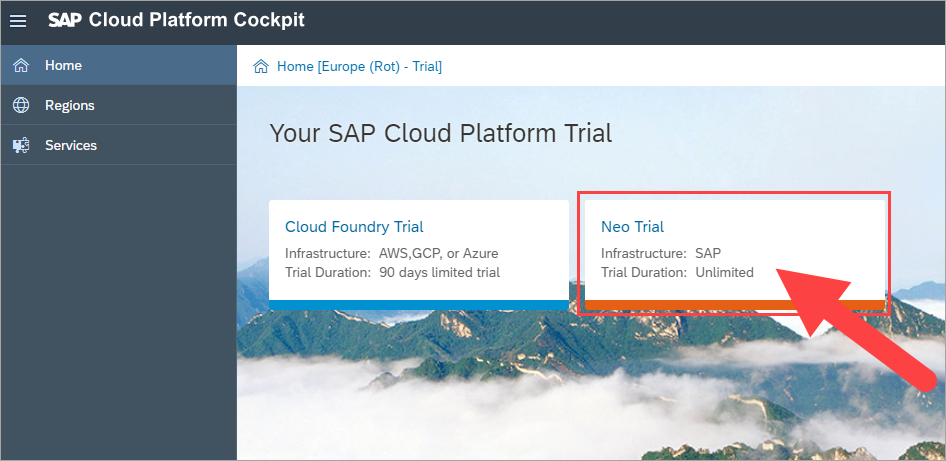 SAP Cloud Platform Cockpit
Home
Regions
Services
Home [Europe (Rot) - Trial]
Your SAP Cloud Platform Trial
Cloud Foundry Trial
Infrastructure: AWS,GCP, or Azure
Trial Duration: 90 days limited trial
Neo Trial
Infrastructure: SAP
Trial Duration: Unlimited